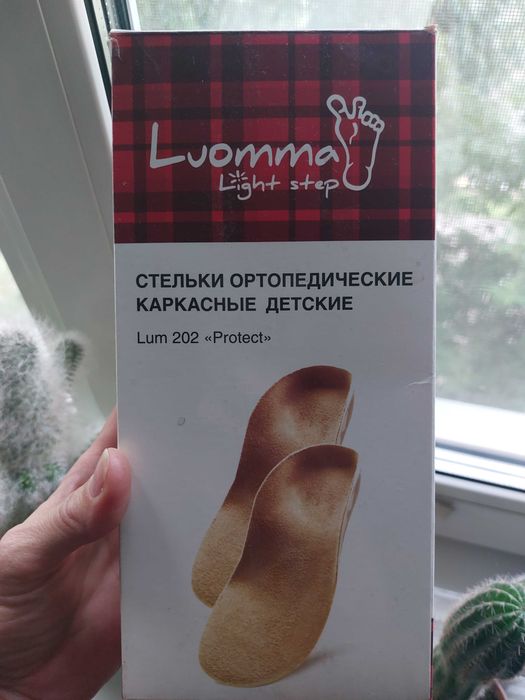 Luomma
Light step
СТЕЛЬКИ ОРТОПЕДИЧЕСКИЕ
КАРКАСНЫЕ ДЕТСКИЕ
Lum 202 «Protect»